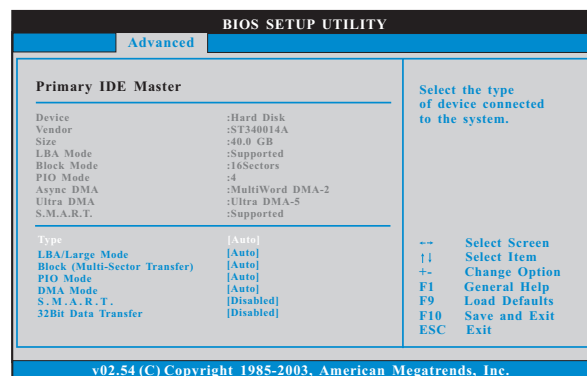 BIOS SETUP UTILITY
Advanced
Primary IDE Master
Device :Hard Disk
Vendor :ST340014A
Size :40.0 GB
LBA Mode :Supported
Block Mode :16Sectors
PIO Mode :4
Async DMA :MultiWord DMA-2
Ultra DMA :Ultra DMA-5
S.M.A.R.T. :Supported
Type [Auto]
LBA/Large Mode [Auto]
Block (Multi-Sector Transfer) [Auto]
PIO Mode [Auto]
DMA Mode [Auto]
S.M.A.R.T. [Disabled]
32Bit Data Transfer [Disabled]
Select the type
of device connected
to the system.
←→ Select Screen
↑↓ Select Item
+- Change Option
F1 General Help
F9 Load Defaults
F10 Save and Exit
ESC Exit
v02.54 (C) Copyright 1985-2003, American Megatrends, Inc.